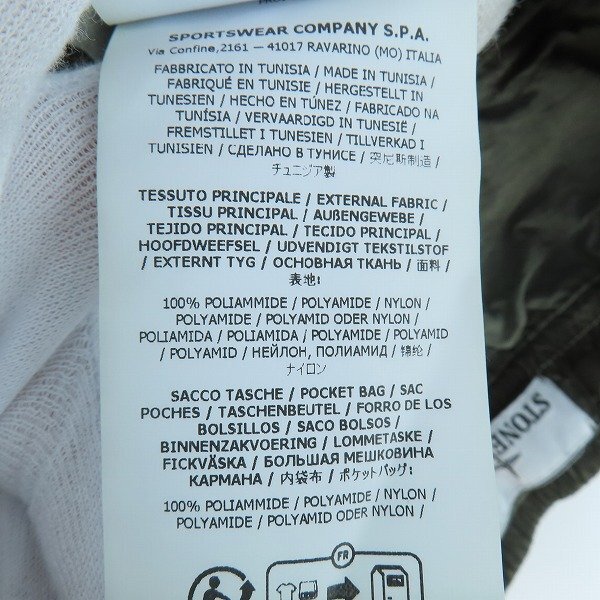 SPORTSWEAR COMPANY S.P.A.
Via Confine,2161 – 41017 RAVARINO (MO) ITALIA
FABBRICATO IN TUNISIA / MADE IN TUNISIA /
FABRIQUÉ EN TUNISIE / HERGESTELLT IN
TUNESIEN / HECHO EN TÚNEZ / FABRICADO NA
TUNÍSIA / VERVAARDIGD IN TUNESIË /
FREMSTILLET I TUNESIEN / TILLVERKAD I
TUNISIEN / СДЕЛАНО В ТУНИСЕ / 突尼斯制造 /
チュニジア製
TESSUTO PRINCIPALE / EXTERNAL FABRIC /
TISSU PRINCIPAL / AUßENGEWEBE /
TEJIDO PRINCIPAL / TECIDO PRINCIPAL /
HOOFDWEEFSEL / UDVENDIGT TEKSTILSTOF
/ EXTERNT TYG / ОСНОВНАЯ ТКАНЬ / 面料 /
表地:
100% POLIAMMIDE / POLYAMIDE / NYLON /
POLYAMIDE / POLYAMID ODER NYLON /
POLIAMIDA / POLIAMIDA / POLYAMIDE / POLYAMID
/ POLYAMID / НЕЙЛОН, ПОЛИАМИД / 锦纶 /
ナイロン
SACCO TASCHE / POCKET BAG / SAC
POCHES / TASCHENBEUTEL / FORRO DE LOS
BOLSILLOS / SACO BOLSOS /
BINNENZAKVOERING / LOMMETASKE /
FICKVÄSKA / БОЛЬШАЯ МЕШКОВИНА
КАРМАНА / 内袋布 / ポケットバッグ:
100% POLIAMMIDE / POLYAMIDE / NYLON /
POLYAMIDE / POLYAMID ODER NYLON /
FR
STONE